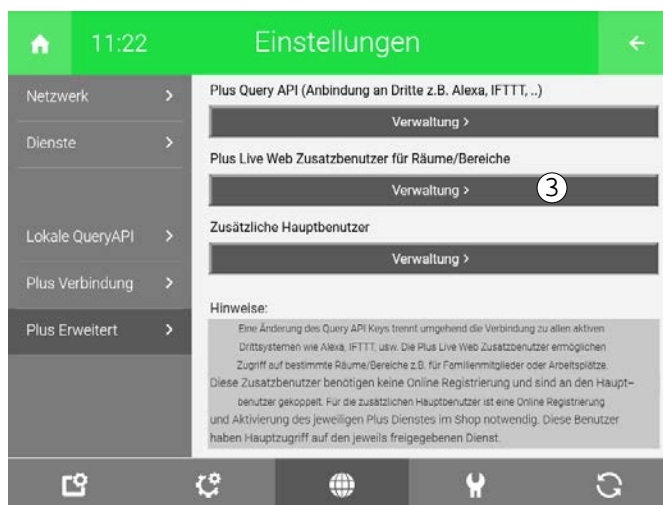 11:22
Einstellungen
Netzwerk >
Dienste >
Lokale QueryAPI >
Plus Verbindung >
Plus Erweitert >
Plus Query API (Anbindung an Dritte z.B. Alexa, IFTTT, ..)
Verwaltung >
Plus Live Web Zusatzbenutzer für Räume/Bereiche
Verwaltung >
3
Zusätzliche Hauptbenutzer
Verwaltung >
Hinweise:
Eine Änderung des Query API Keys trennt umgehend die Verbindung zu allen aktiven
Drittsystemen wie Alexa, IFTTT, usw. Die Plus Live Web Zusatzbenutzer ermöglichen
Zugriff auf bestimmte Räume/Bereiche z.B. für Familienmitglieder oder Arbeitsplätze.
Diese Zusatzbenutzer benötigen keine Online Registrierung und sind an den Haupt-
benutzer gekoppelt. Für die zusätzlichen Hauptbenutzer ist eine Online Registrierung
und Aktivierung des jeweiligen Plus Dienstes im Shop notwendig. Diese Benutzer
haben Hauptzugriff auf den jeweils freigegebenen Dienst.